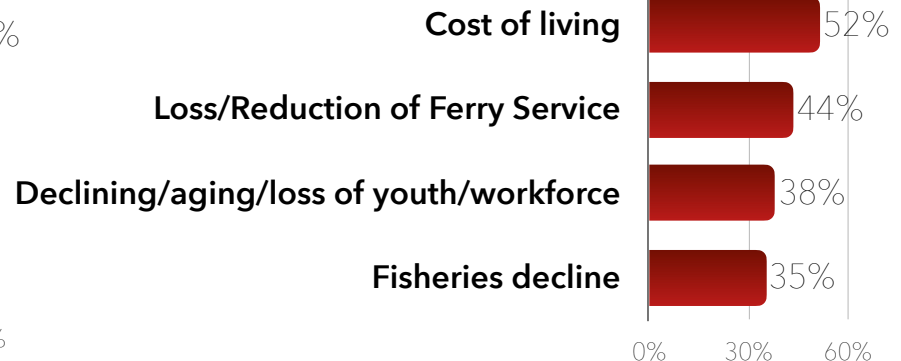 %
Cost of living 52%
Loss/Reduction of Ferry Service 44%
Declining/aging/loss of youth/workforce 38%
Fisheries decline 35%
%
0% 30% 60%